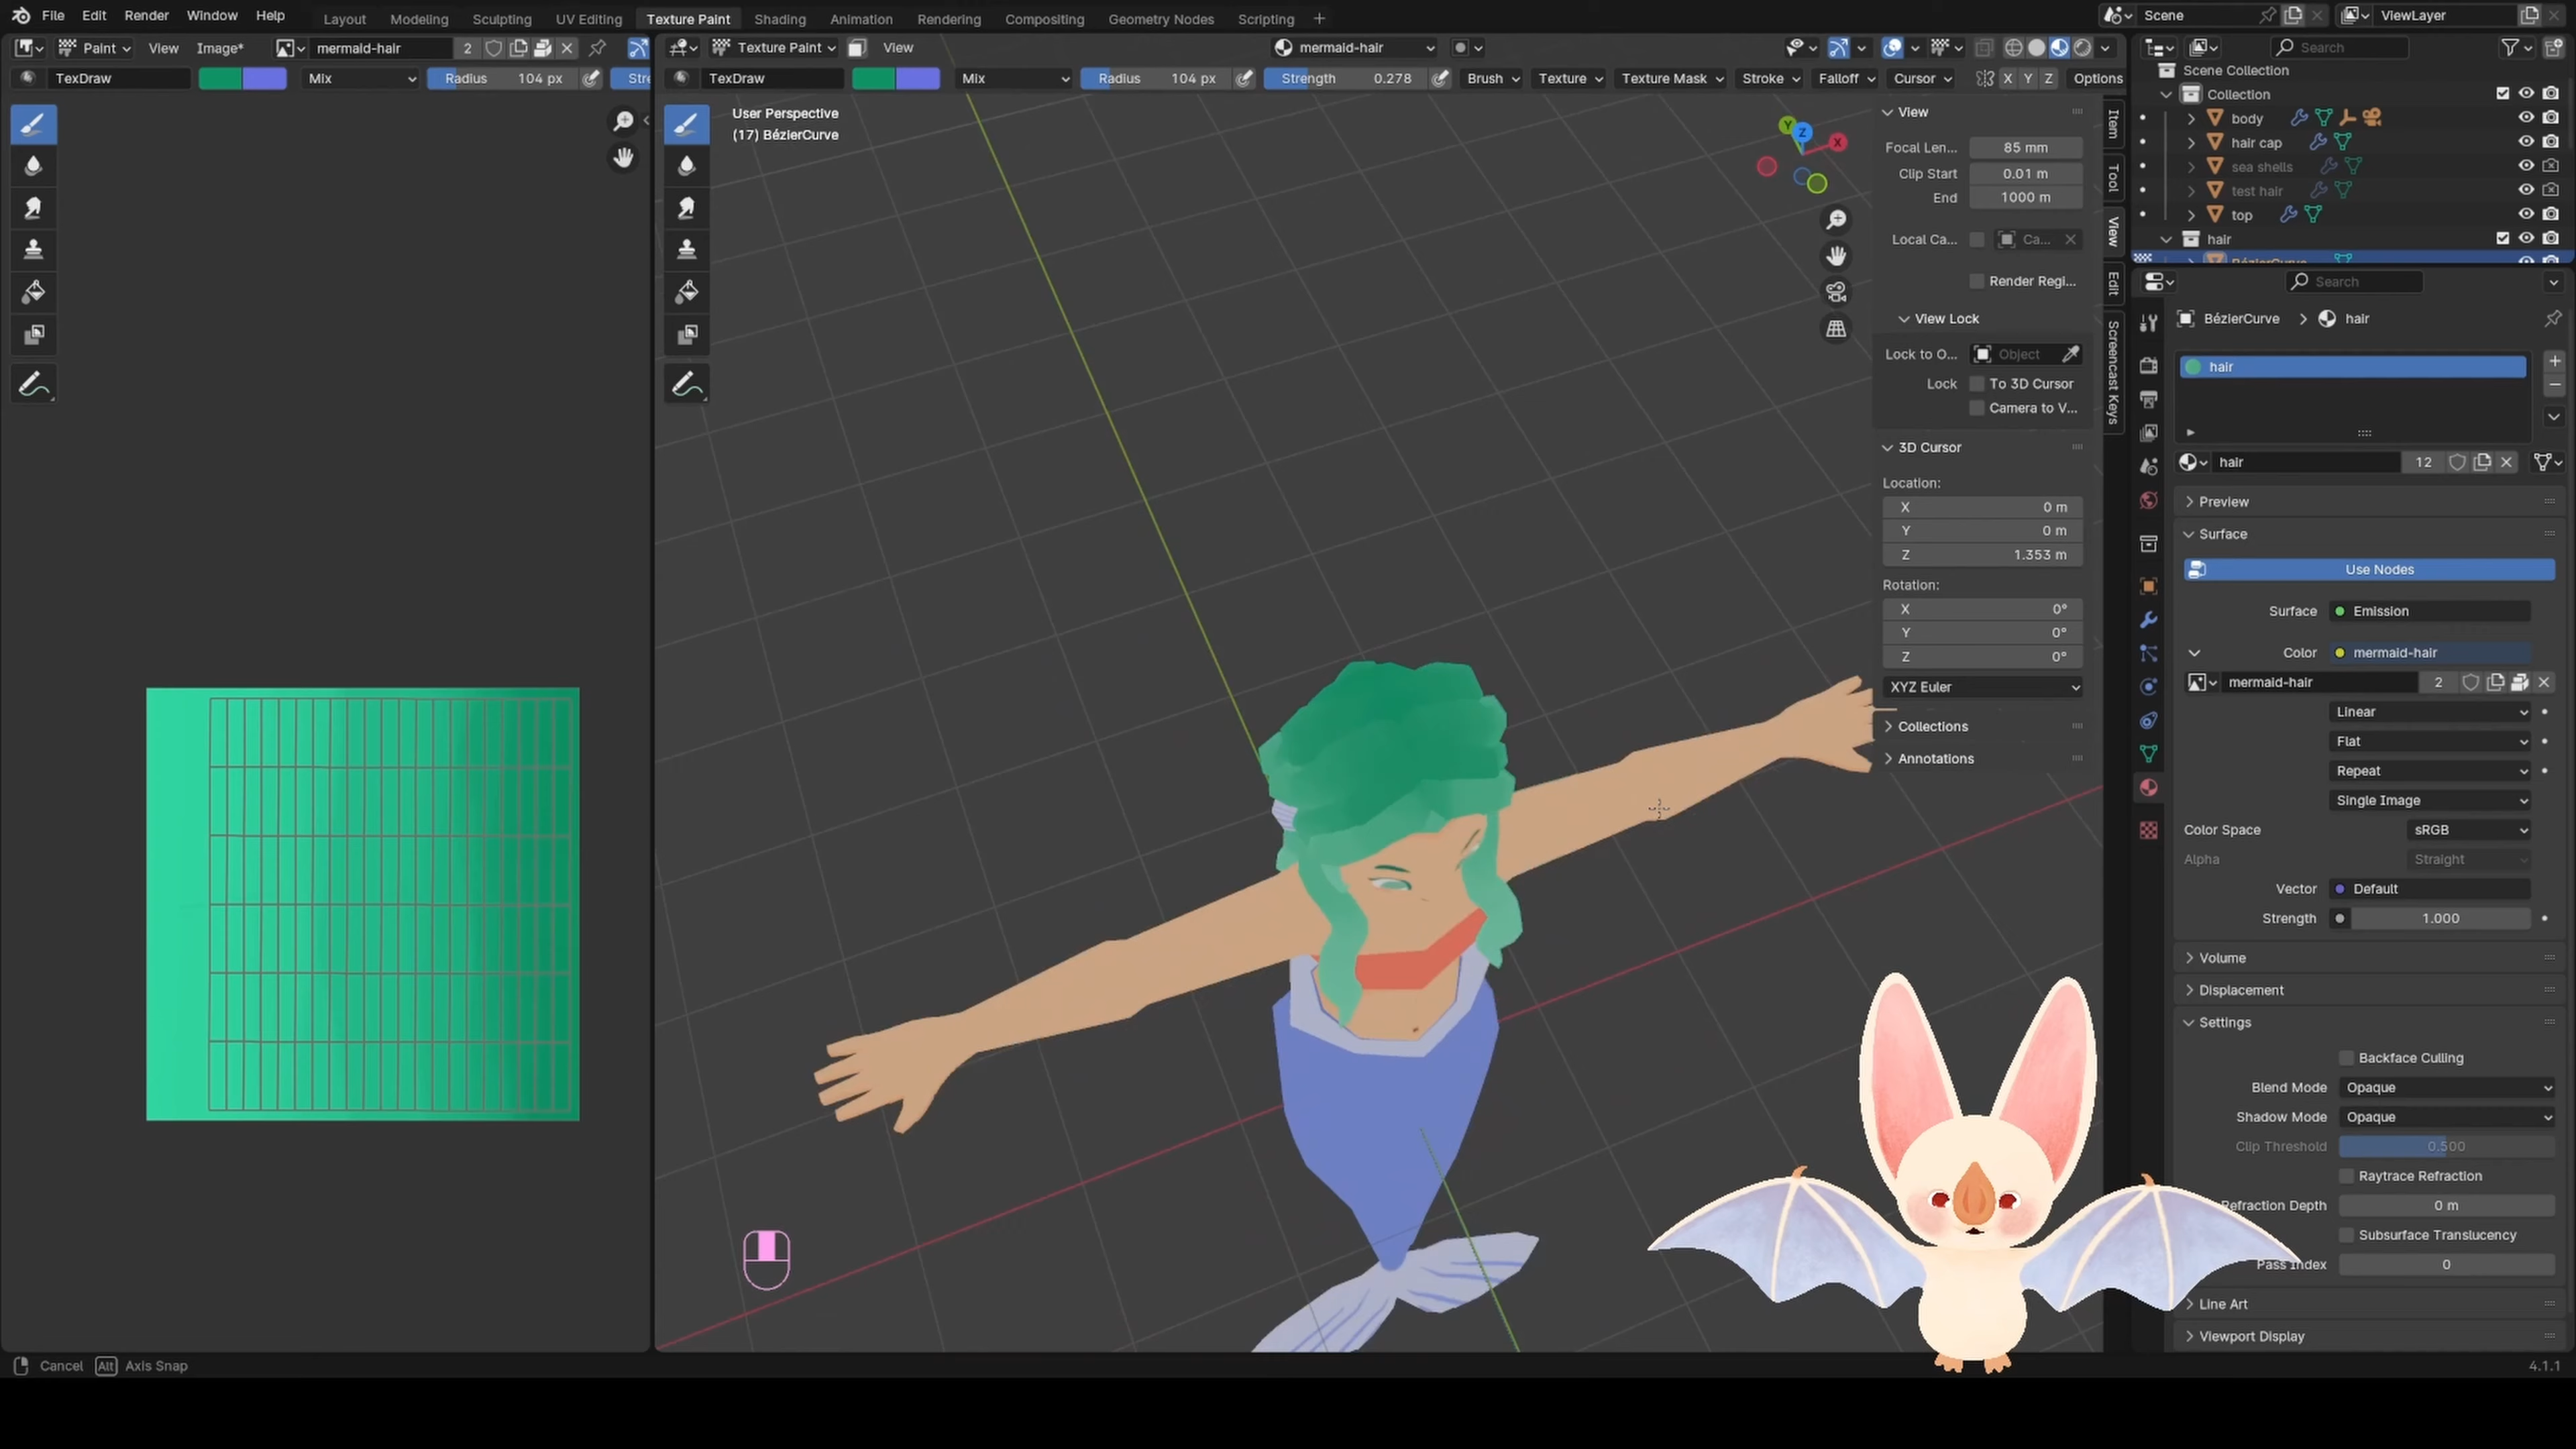 File Edit Render Window Help Layout Modeling Sculpting UV Editing Texture Paint Shading Animation Rendering Compositing Geometry Nodes Scripting + Scene ViewLayer
Paint View Image* mermaid-hair 2 Texture Paint View mermaid-hair Search
TexDraw Mix Radius 104 px TexDraw Mix Radius 104 px Strength 0.278 Brush Texture Texture Mask Stroke Falloff Cursor X Y Z Options
User Perspective
(17) BézierCurve
View
Focal Len... 85 mm
Clip Start 0.01 m
End 1000 m
Local Ca... Ca...
Render Regi...
View Lock
Lock to O... Object
Lock To 3D Cursor
Camera to V...
3D Cursor
Location:
X 0 m
Y 0 m
Z 1.353 m
Rotation:
X 0°
Y 0°
Z 0°
XYZ Euler
Collections
Annotations
Item
Tool
View
Edit
Screencast Keys
Y Z X
Scene Collection
Collection
body
hair cap
sea shells
test hair
top
hair
BézierCurve
Search
BézierCurve > hair
hair
hair 12
Preview
Surface
Use Nodes
Surface Emission
Color mermaid-hair
mermaid-hair 2
Linear
Flat
Repeat
Single Image
Color Space sRGB
Alpha Straight
Vector Default
Strength 1.000
Volume
Displacement
Settings
Backface Culling
Blend Mode Opaque
Shadow Mode Opaque
Clip Threshold 0.500
Raytrace Refraction
Refraction Depth 0 m
Subsurface Translucency
Pass Index 0
Line Art
Viewport Display
Cancel Alt Axis Snap 4.1.1